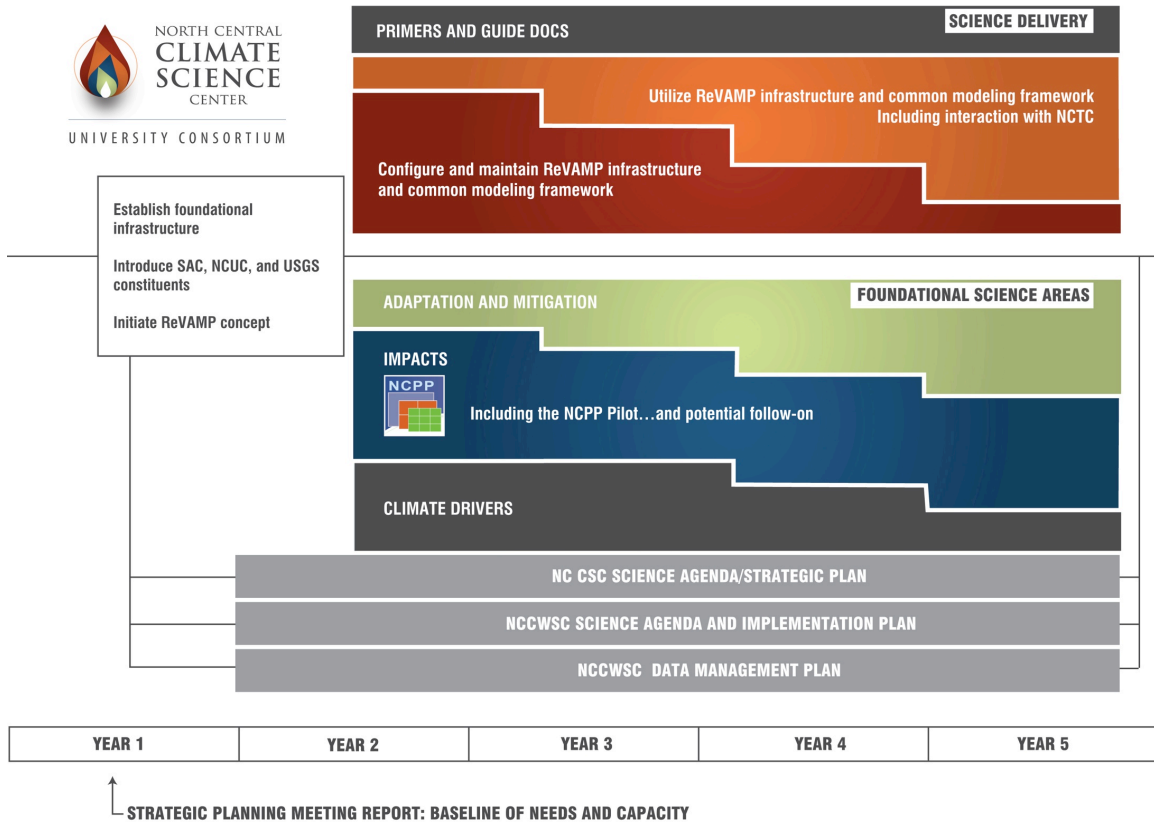 NORTH CENTRAL
CLIMATE
SCIENCE
CENTER
UNIVERSITY CONSORTIUM
PRIMERS AND GUIDE DOCS
SCIENCE DELIVERY
Utilize ReVAMP infrastructure and common modeling framework
Including interaction with NCTC
Configure and maintain ReVAMP infrastructure
and common modeling framework
Establish foundational
infrastructure
Introduce SAC, NCUC, and USGS
constituents
Initiate ReVAMP concept
ADAPTATION AND MITIGATION
FOUNDATIONAL SCIENCE AREAS
IMPACTS
NCPP
Including the NCPP Pilot...and potential follow-on
CLIMATE DRIVERS
NC CSC SCIENCE AGENDA/STRATEGIC PLAN
NCCWSC SCIENCE AGENDA AND IMPLEMENTATION PLAN
NCCWSC DATA MANAGEMENT PLAN
YEAR 1
YEAR 2
YEAR 3
YEAR 4
YEAR 5
STRATEGIC PLANNING MEETING REPORT: BASELINE OF NEEDS AND CAPACITY